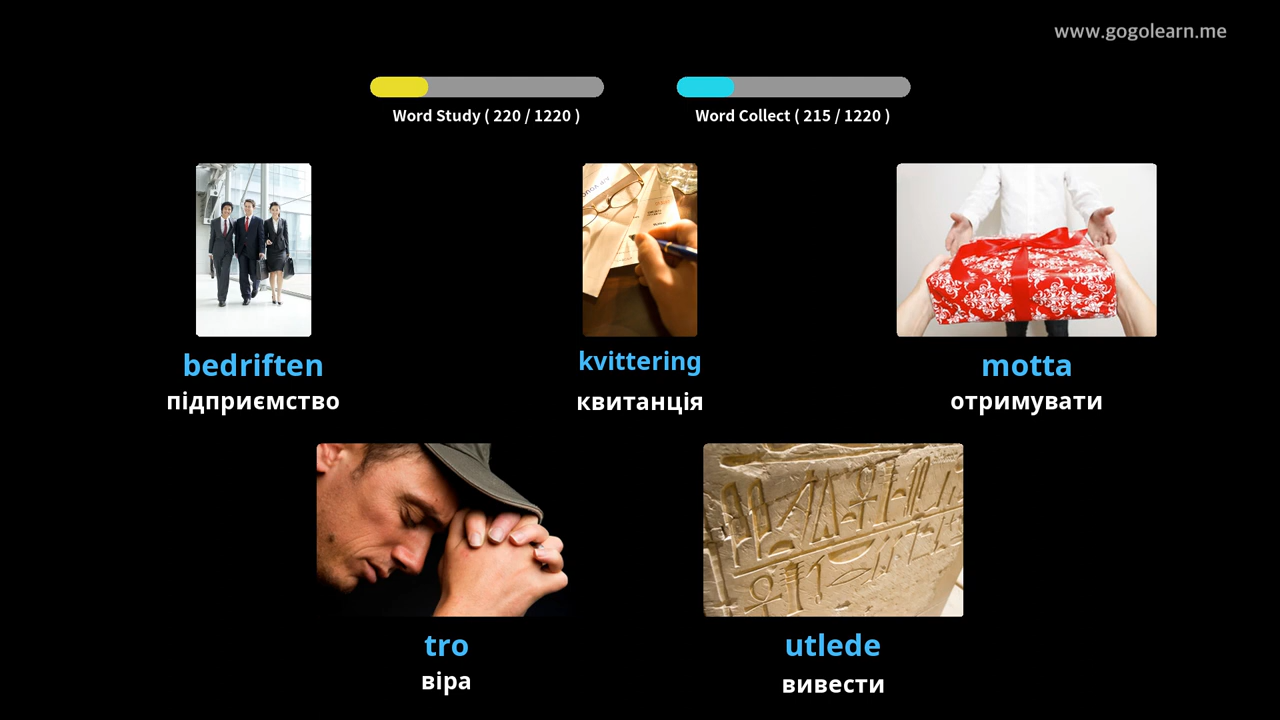 www.gogolearn.me
Word Study ( 220 / 1220 )
Word Collect ( 215 / 1220 )
bedriften
підприємство
kvittering
квитанція
motta
отримувати
tro
віра
utlede
вивести